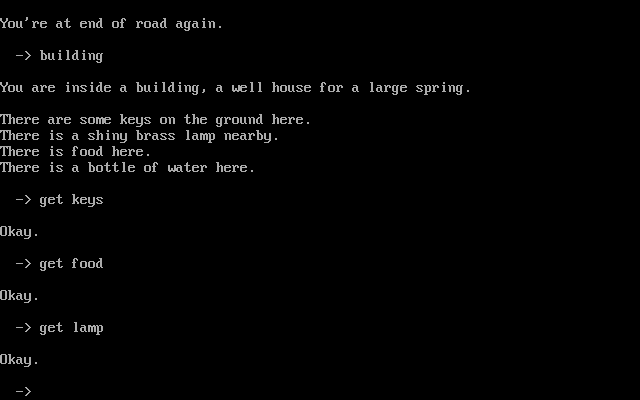 You're at end of road again.
-> building
You are inside a building, a well house for a large spring.
There are some keys on the ground here.
There is a shiny brass lamp nearby.
There is food here.
There is a bottle of water here.
-> get keys
Okay.
-> get food
Okay.
-> get lamp
Okay.
->